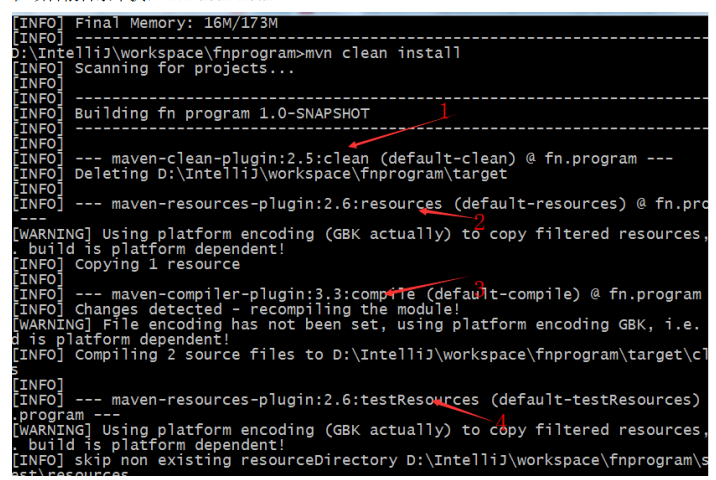 [INFO] Final Memory: 16M/173M
[INFO] ------------------------------------------------------------------------
D:\IntelliJ\workspace\fnprogram>mvn clean install
[INFO] Scanning for projects...
[INFO]
[INFO] ------------------------------------------------------------------------
[INFO] Building fn program 1.0-SNAPSHOT
1
[INFO] ------------------------------------------------------------------------
[INFO]
[INFO] --- maven-clean-plugin:2.5:clean (default-clean) @ fn.program ---
[INFO] Deleting D:\IntelliJ\workspace\fnprogram\target
[INFO]
[INFO] --- maven-resources-plugin:2.6:resources (default-resources) @ fn.pro
---
2
[WARNING] Using platform encoding (GBK actually) to copy filtered resources,
. build is platform dependent!
[INFO] Copying 1 resource
[INFO]
[INFO] --- maven-compiler-plugin:3.3:compile (default-compile) @ fn.program
3
[INFO] Changes detected - recompiling the module!
[WARNING] File encoding has not been set, using platform encoding GBK, i.e.
d is platform dependent!
[INFO] Compiling 2 source files to D:\IntelliJ\workspace\fnprogram\target\cl
s
[INFO]
[INFO] --- maven-resources-plugin:2.6:testResources (default-testResources)
.program ---
4
[WARNING] Using platform encoding (GBK actually) to copy filtered resources,
. build is platform dependent!
[INFO] skip non existing resourceDirectory D:\IntelliJ\workspace\fnprogram\s
est\resources